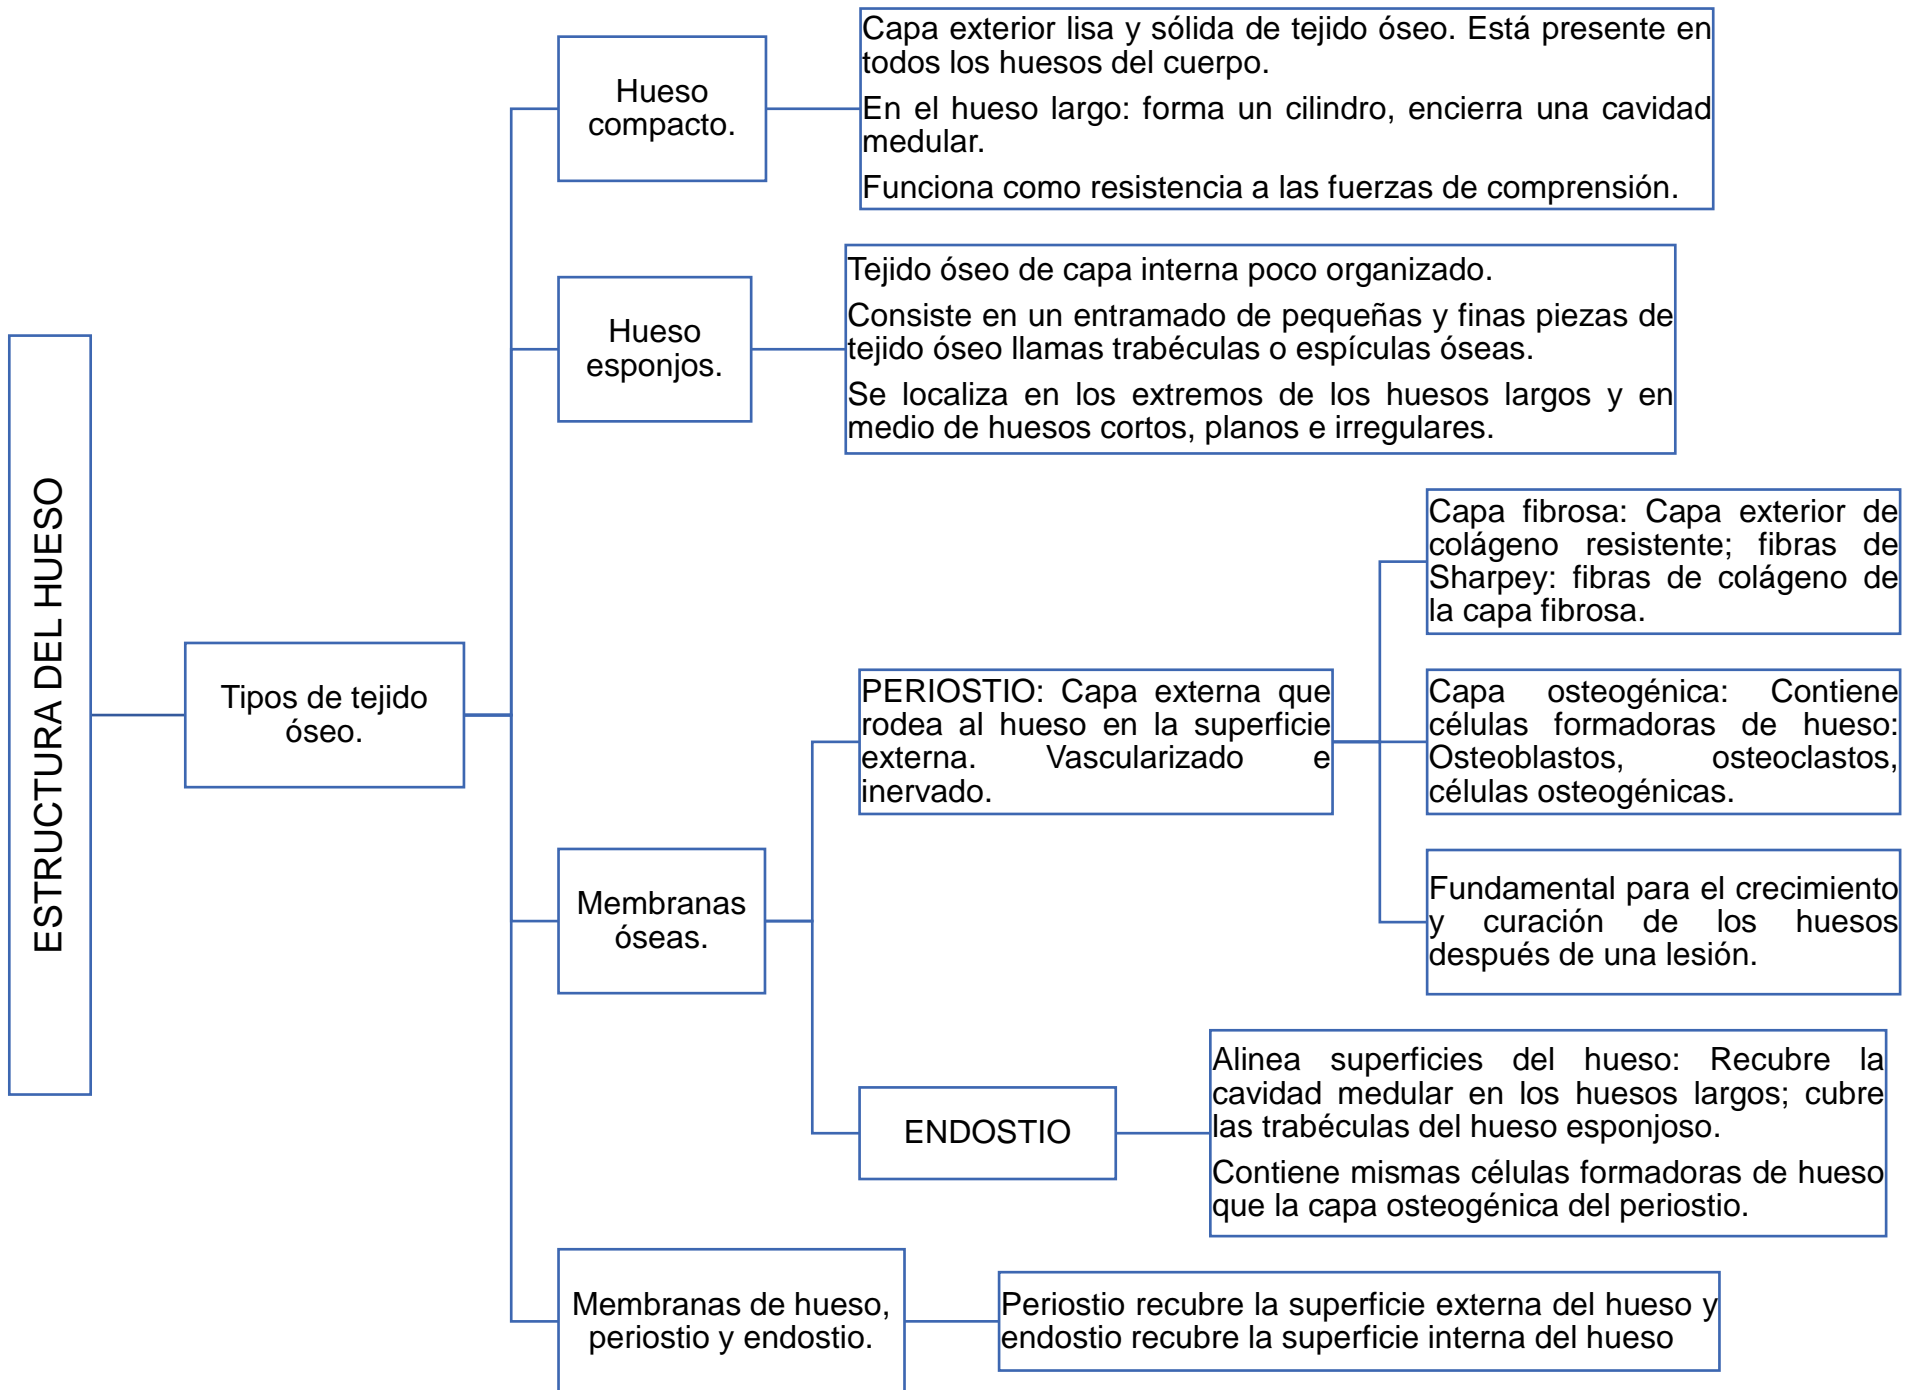 ESTRUCTURA DEL HUESO
Tipos de tejido
óseo.
Hueso
compacto.
Capa exterior lisa y sólida de tejido óseo. Está presente en
todos los huesos del cuerpo.
En el hueso largo: forma un cilindro, encierra una cavidad
medular.
Funciona como resistencia a las fuerzas de comprensión.
Hueso
esponjos.
Tejido óseo de capa interna poco organizado.
Consiste en un entramado de pequeñas y finas piezas de
tejido óseo llamas trabéculas o espículas óseas.
Se localiza en los extremos de los huesos largos y en
medio de huesos cortos, planos e irregulares.
Membranas
óseas.
PERIOSTIO: Capa externa que
rodea al hueso en la superficie
externa. Vascularizado e
inervado.
Capa fibrosa: Capa exterior de
colágeno resistente; fibras de
Sharpey: fibras de colágeno de
la capa fibrosa.
Capa osteogénica: Contiene
células formadoras de hueso:
Osteoblastos, osteoclastos,
células osteogénicas.
Fundamental para el crecimiento
y curación de los huesos
después de una lesión.
ENDOSTIO
Alinea superficies del hueso: Recubre la
cavidad medular en los huesos largos; cubre
las trabéculas del hueso esponjoso.
Contiene mismas células formadoras de hueso
que la capa osteogénica del periostio.
Membranas de hueso,
periostio y endostio.
Periostio recubre la superficie externa del hueso y
endostio recubre la superficie interna del hueso